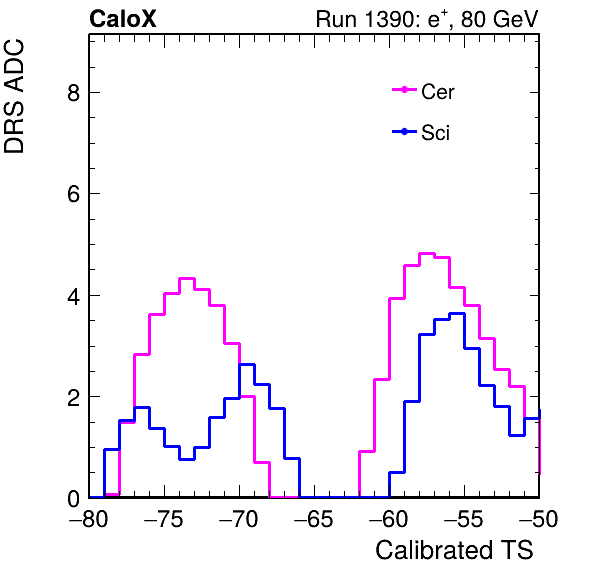 CaloX Run 1390: e⁺, 80 GeV
DRS ADC
Cer
Sci
8
6
4
2
0
−80 −75 −70 −65 −60 −55 −50
Calibrated TS